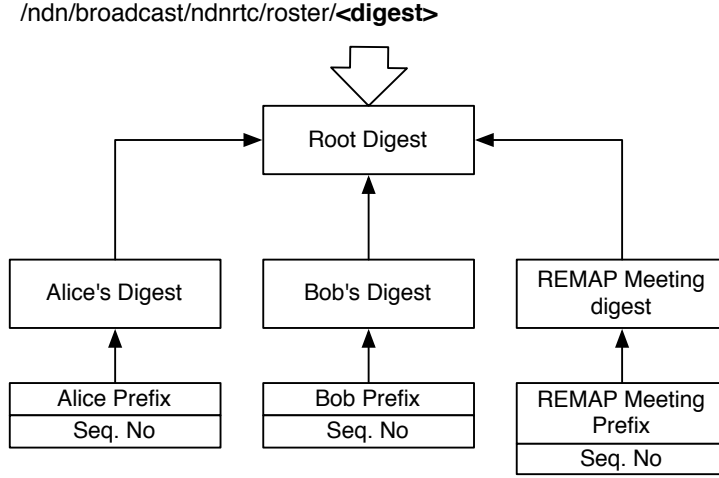 /ndn/broadcast/ndnrtc/roster/<digest>
Root Digest
Alice's Digest
Bob's Digest
REMAP Meeting
digest
Alice Prefix
Seq. No
Bob Prefix
Seq. No
REMAP Meeting
Prefix
Seq. No